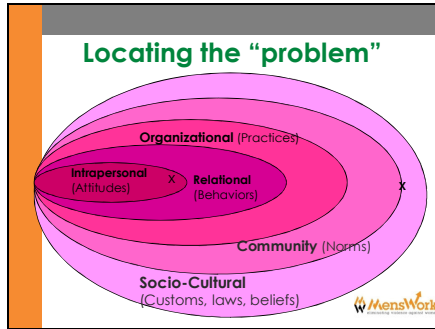 Locating the “problem”
Organizational (Practices)
Intrapersonal
(Attitudes)
x
Relational
(Behaviors)
x
Community (Norms)
Socio-Cultural
(Customs, laws, beliefs)
MensWork